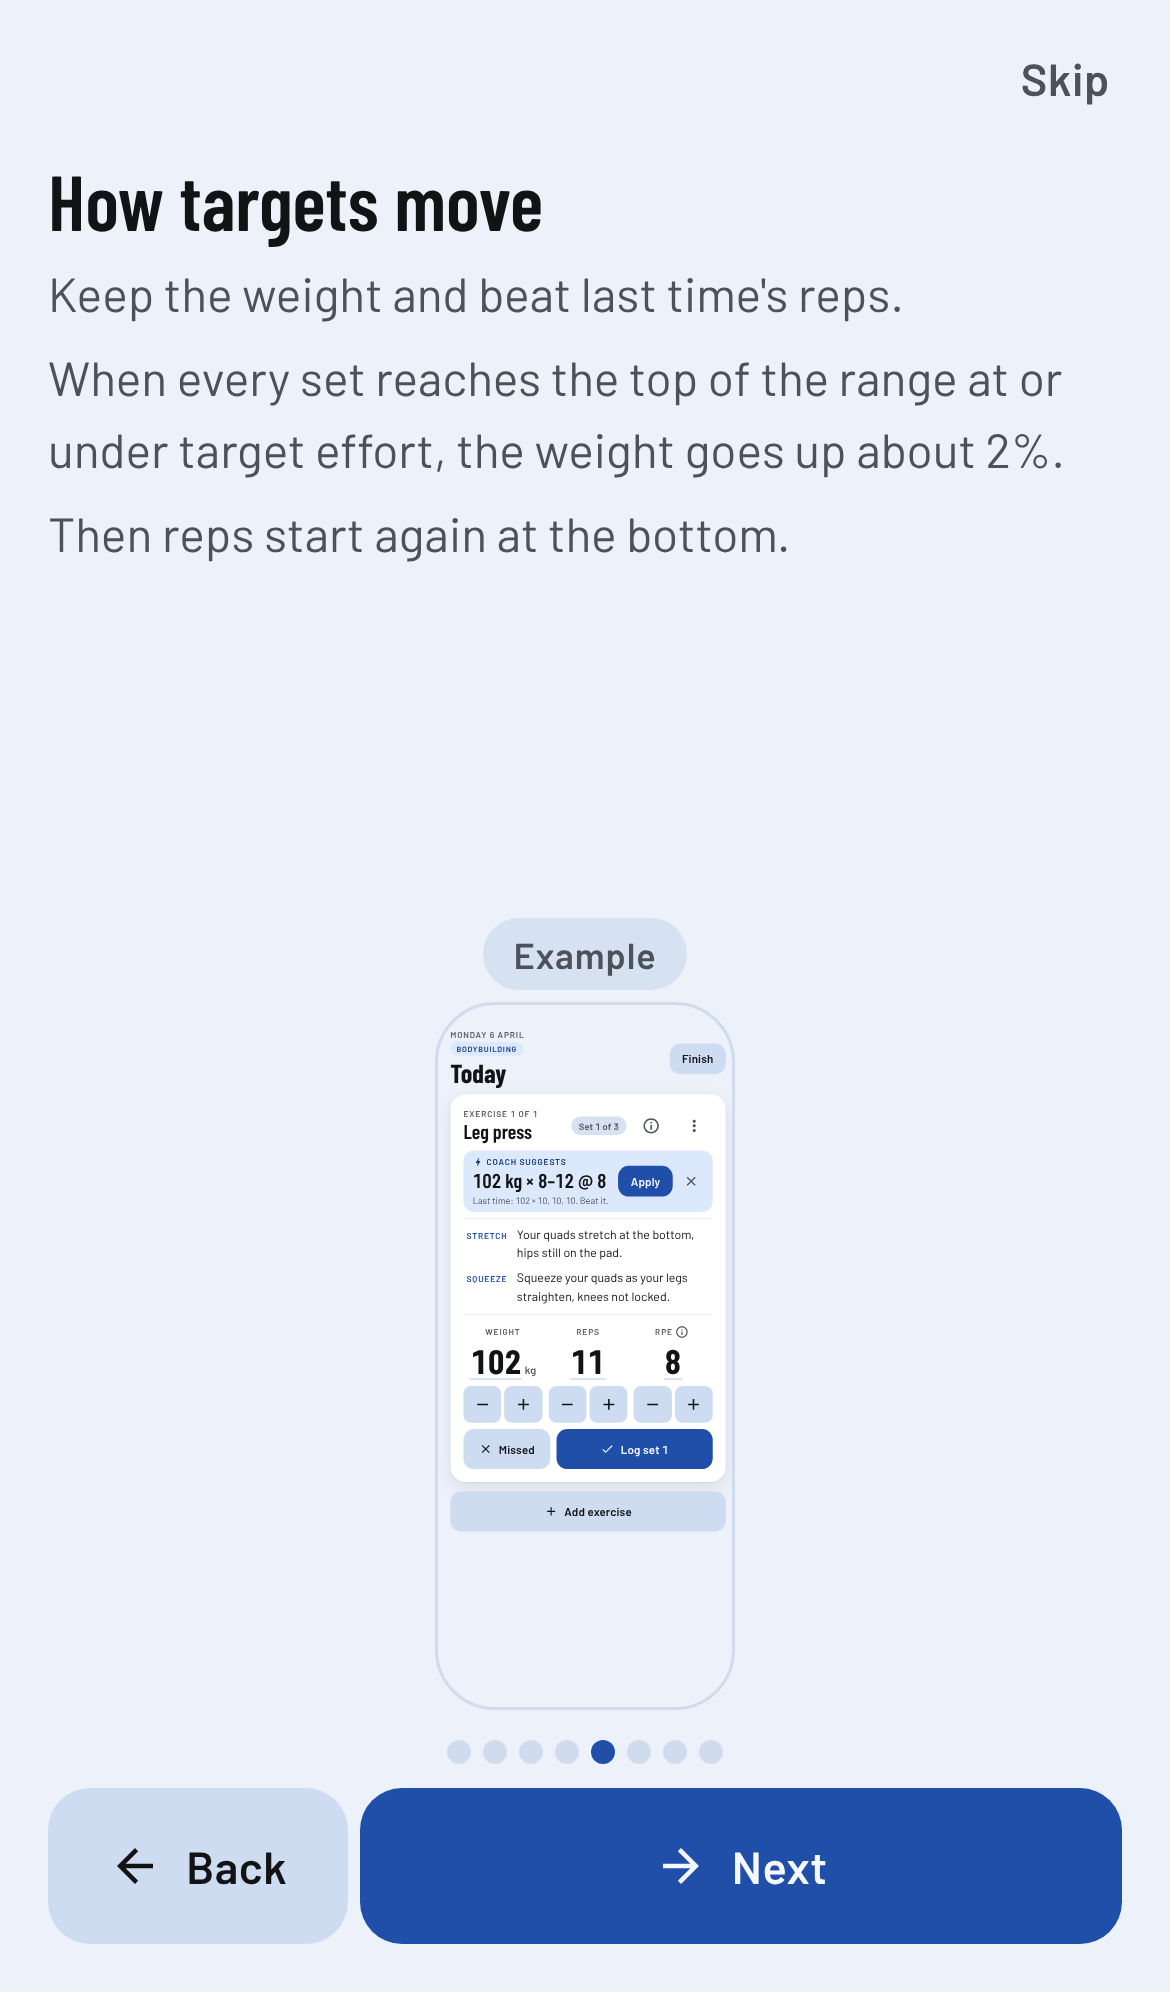 Skip
How targets move
Keep the weight and beat last time's reps.
When every set reaches the top of the range at or
under target effort, the weight goes up about 2%.
Then reps start again at the bottom.
Example
MONDAY 6 APRIL
BODYBUILDING
Today
Finish
EXERCISE 1 OF 1
Leg press
Set 1 of 3
COACH SUGGESTS
102 kg × 8–12 @ 8
Apply
Last time: 102 × 10, 10, 10. Beat it.
STRETCH Your quads stretch at the bottom,
hips still on the pad.
SQUEEZE Squeeze your quads as your legs
straighten, knees not locked.
WEIGHT REPS RPE
102 kg 11 8
Missed Log set 1
Add exercise
Back Next